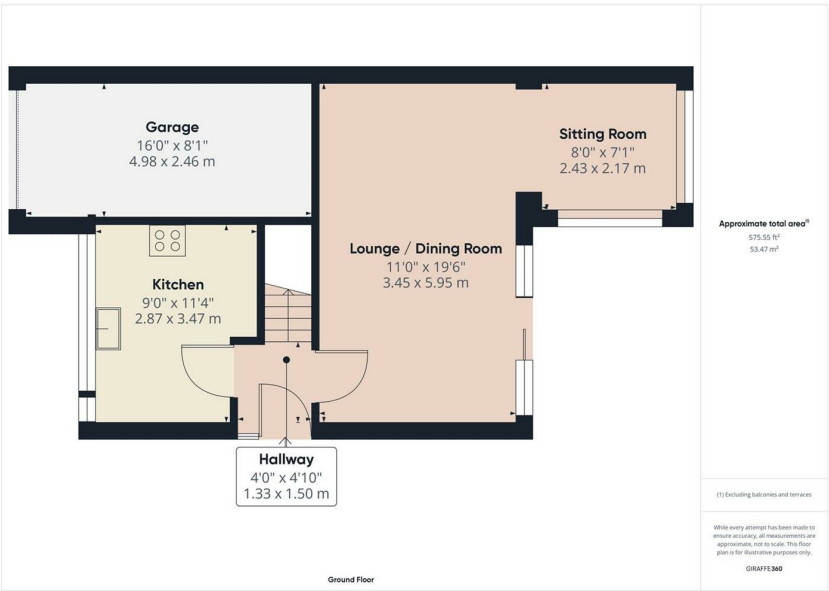 Garage
16'0" x 8'1"
4.98 x 2.46 m
Sitting Room
8'0" x 7'1"
2.43 x 2.17 m
Lounge / Dining Room
11'0" x 19'6"
3.45 x 5.95 m
Kitchen
9'0" x 11'4"
2.87 x 3.47 m
Hallway
4'0" x 4'10"
1.33 x 1.50 m
Ground Floor
Approximate total area⁽¹⁾
575.55 ft²
53.47 m²
(1) Excluding balconies and terraces
While every attempt has been made to
ensure accuracy, all measurements are
approximate, not to scale. This floor
plan is for illustrative purposes only.
GIRAFFE360